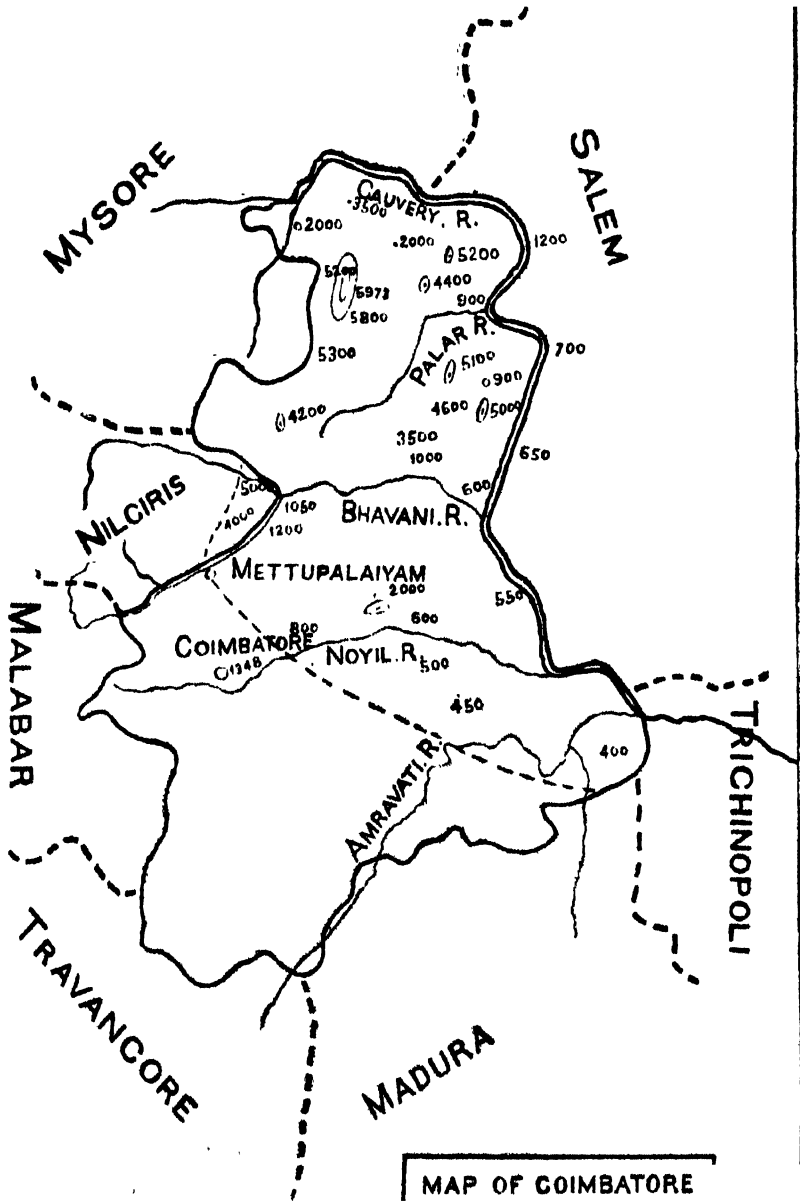 MYSORE
SALEM
CAUVERY. R.
3500
2000
2000
5200
1200
5200
5973
4400
5800
900
PALAR R.
5300
700
5100
900
4200
4600
5000
3500
1000
650
NILGIRIS
5000
600
4000
1050
1200
BHAVANI. R.
METTUPALAIYAM
2000
550
MALABAR
COIMBATORE
800
600
1348
NOYIL. R.
500
450
TRICHINOPOLI
400
AMRAVATI. R.
TRAVANCORE
MADURA
MAP OF COIMBATORE